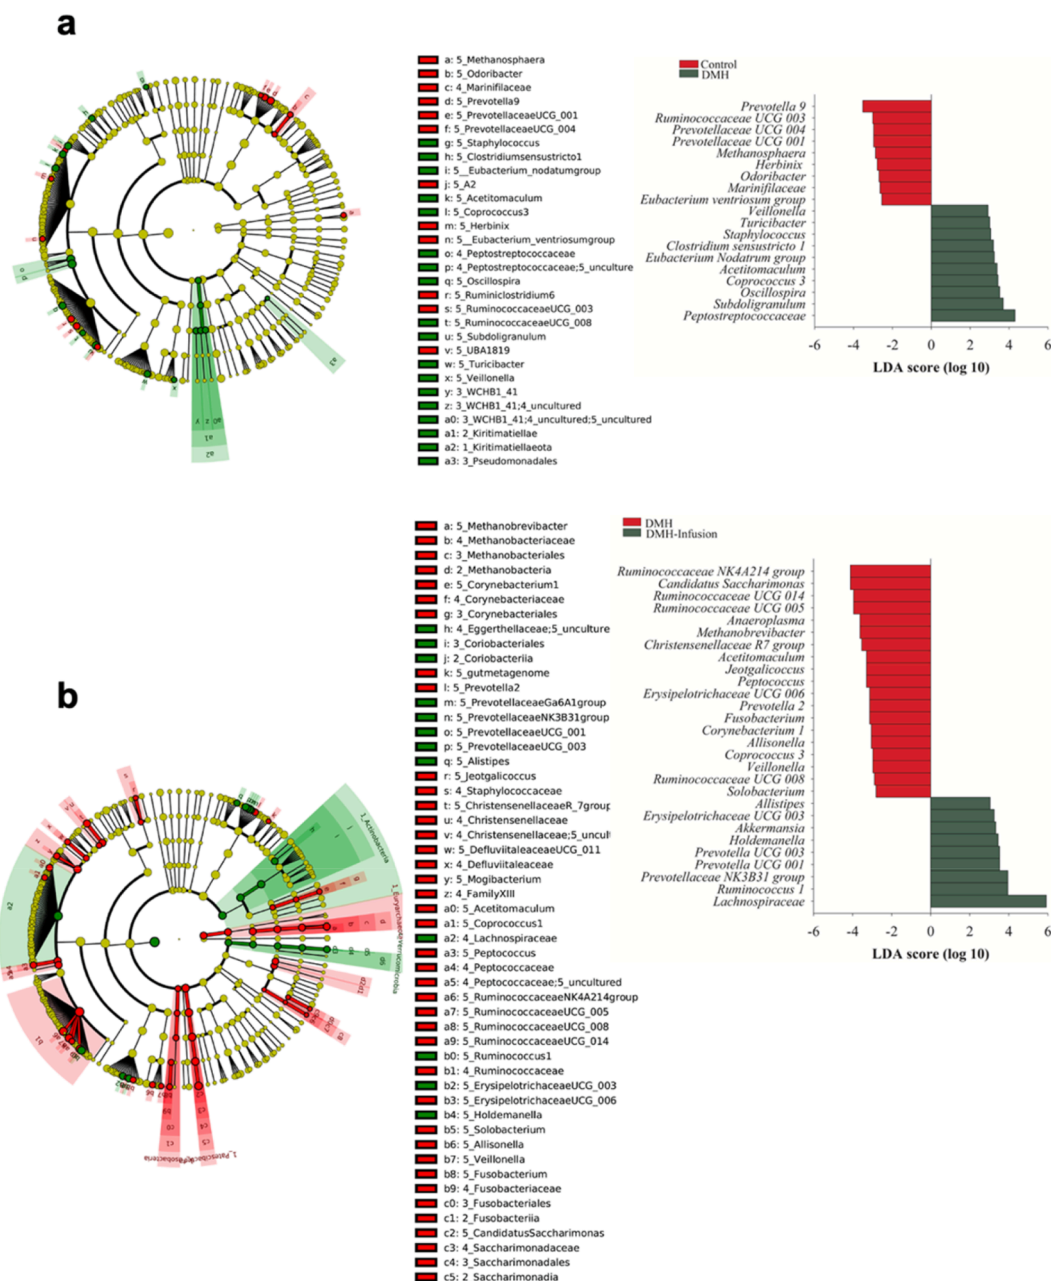 a
a: 5_Methanosphaera
b: 5_Odoribacter
c: 4_Marinifilaceae
d: 5_Prevotella9
e: 5_PrevotellaceaeUCG_001
f: 5_PrevotellaceaeUCG_004
g: 5_Staphylococcus
h: 5_Clostridiumsensustricto1
i: 5__Eubacterium_nodatumgroup
j: 5_A2
k: 5_Acetitomaculum
l: 5_Coprococcus3
m: 5_Herbinix
n: 5__Eubacterium_ventriosumgroup
o: 4_Peptostreptococcaceae
p: 4_Peptostreptococcaceae;5_unculture
q: 5_Oscillospira
r: 5_Ruminiclostridium6
s: 5_RuminococcaceaeUCG_003
t: 5_RuminococcaceaeUCG_008
u: 5_Subdoligranulum
v: 5_UBA1819
w: 5_Turicibacter
x: 5_Veillonella
y: 3_WCHB1_41
z: 3_WCHB1_41;4_uncultured
a0: 3_WCHB1_41;4_uncultured;5_uncultured
a1: 2_Kiritimatiellae
a2: 1_Kiritimatiellaeota
a3: 3_Pseudomonadales
Control
DMH
Prevotella 9
Ruminococcaceae UCG 003
Prevotellaceae UCG 004
Prevotellaceae UCG 001
Methanosphaera
Herbinix
Odoribacter
Marinifilaceae
Eubacterium ventriosum group
Veillonella
Turicibacter
Staphylococcus
Clostridium sensustricto 1
Eubacterium Nodatrum group
Acetitomaculum
Coprococcus 3
Oscillospira
Subdoligranulum
Peptostreptococcaceae
-6 -4 -2 0 2 4 6
LDA score (log 10)
y z a0
a1
a2
a3
b
a: 5_Methanobrevibacter
b: 4_Methanobacteriaceae
c: 3_Methanobacteriales
d: 2_Methanobacteria
e: 5_Corynebacterium1
f: 4_Corynebacteriaceae
g: 3_Corynebacteriales
h: 4_Eggerthellaceae;5_unculture
i: 3_Coriobacteriales
j: 2_Coriobacteriia
k: 5_gutmetagenome
l: 5_Prevotella2
m: 5_PrevotellaceaeGa6A1group
n: 5_PrevotellaceaeNK3B31group
o: 5_PrevotellaceaeUCG_001
p: 5_PrevotellaceaeUCG_003
q: 5_Alistipes
r: 5_Jeotgalicoccus
s: 4_Staphylococcaceae
t: 5_ChristensenellaceaeR_7group
u: 4_Christensenellaceae
v: 4_Christensenellaceae;5_uncult
w: 5_DefluviitaleaceaeUCG_011
x: 4_Defluviitaleaceae
y: 5_Mogibacterium
z: 4_FamilyXIII
a0: 5_Acetitomaculum
a1: 5_Coprococcus1
a2: 4_Lachnospiraceae
a3: 5_Peptococcus
a4: 4_Peptococcaceae
a5: 4_Peptococcaceae;5_uncultured
a6: 5_RuminococcaceaeNK4A214group
a7: 5_RuminococcaceaeUCG_005
a8: 5_RuminococcaceaeUCG_008
a9: 5_RuminococcaceaeUCG_014
b0: 5_Ruminococcus1
b1: 4_Ruminococcaceae
b2: 5_ErysipelotrichaceaeUCG_003
b3: 5_ErysipelotrichaceaeUCG_006
b4: 5_Holdemanella
b5: 5_Solobacterium
b6: 5_Allisonella
b7: 5_Veillonella
b8: 5_Fusobacterium
b9: 4_Fusobacteriaceae
c0: 3_Fusobacteriales
c1: 2_Fusobacteriia
c2: 5_CandidatusSaccharimonas
c3: 4_Saccharimonadaceae
c4: 3_Saccharimonadales
c5: 2_Saccharimonadia
DMH
DMH-Infusion
Ruminococcaceae NK4A214 group
Candidatus Saccharimonas
Ruminococcaceae UCG 014
Ruminococcaceae UCG 005
Anaeroplasma
Methanobrevibacter
Christensenellaceae R7 group
Acetitomaculum
Jeotgalicoccus
Peptococcus
Erysipelotrichaceae UCG 006
Prevotella 2
Fusobacterium
Corynebacterium 1
Allisonella
Coprococcus 3
Veillonella
Ruminococcaceae UCG 008
Solobacterium
Allistipes
Erysipelotrichaceae UCG 003
Akkermansia
Holdemanella
Prevotella UCG 003
Prevotella UCG 001
Prevotellaceae NK3B31 group
Ruminococcus 1
Lachnospiraceae
-6 -4 -2 0 2 4 6
LDA score (log 10)
1_Actinobacteria
a2
b1